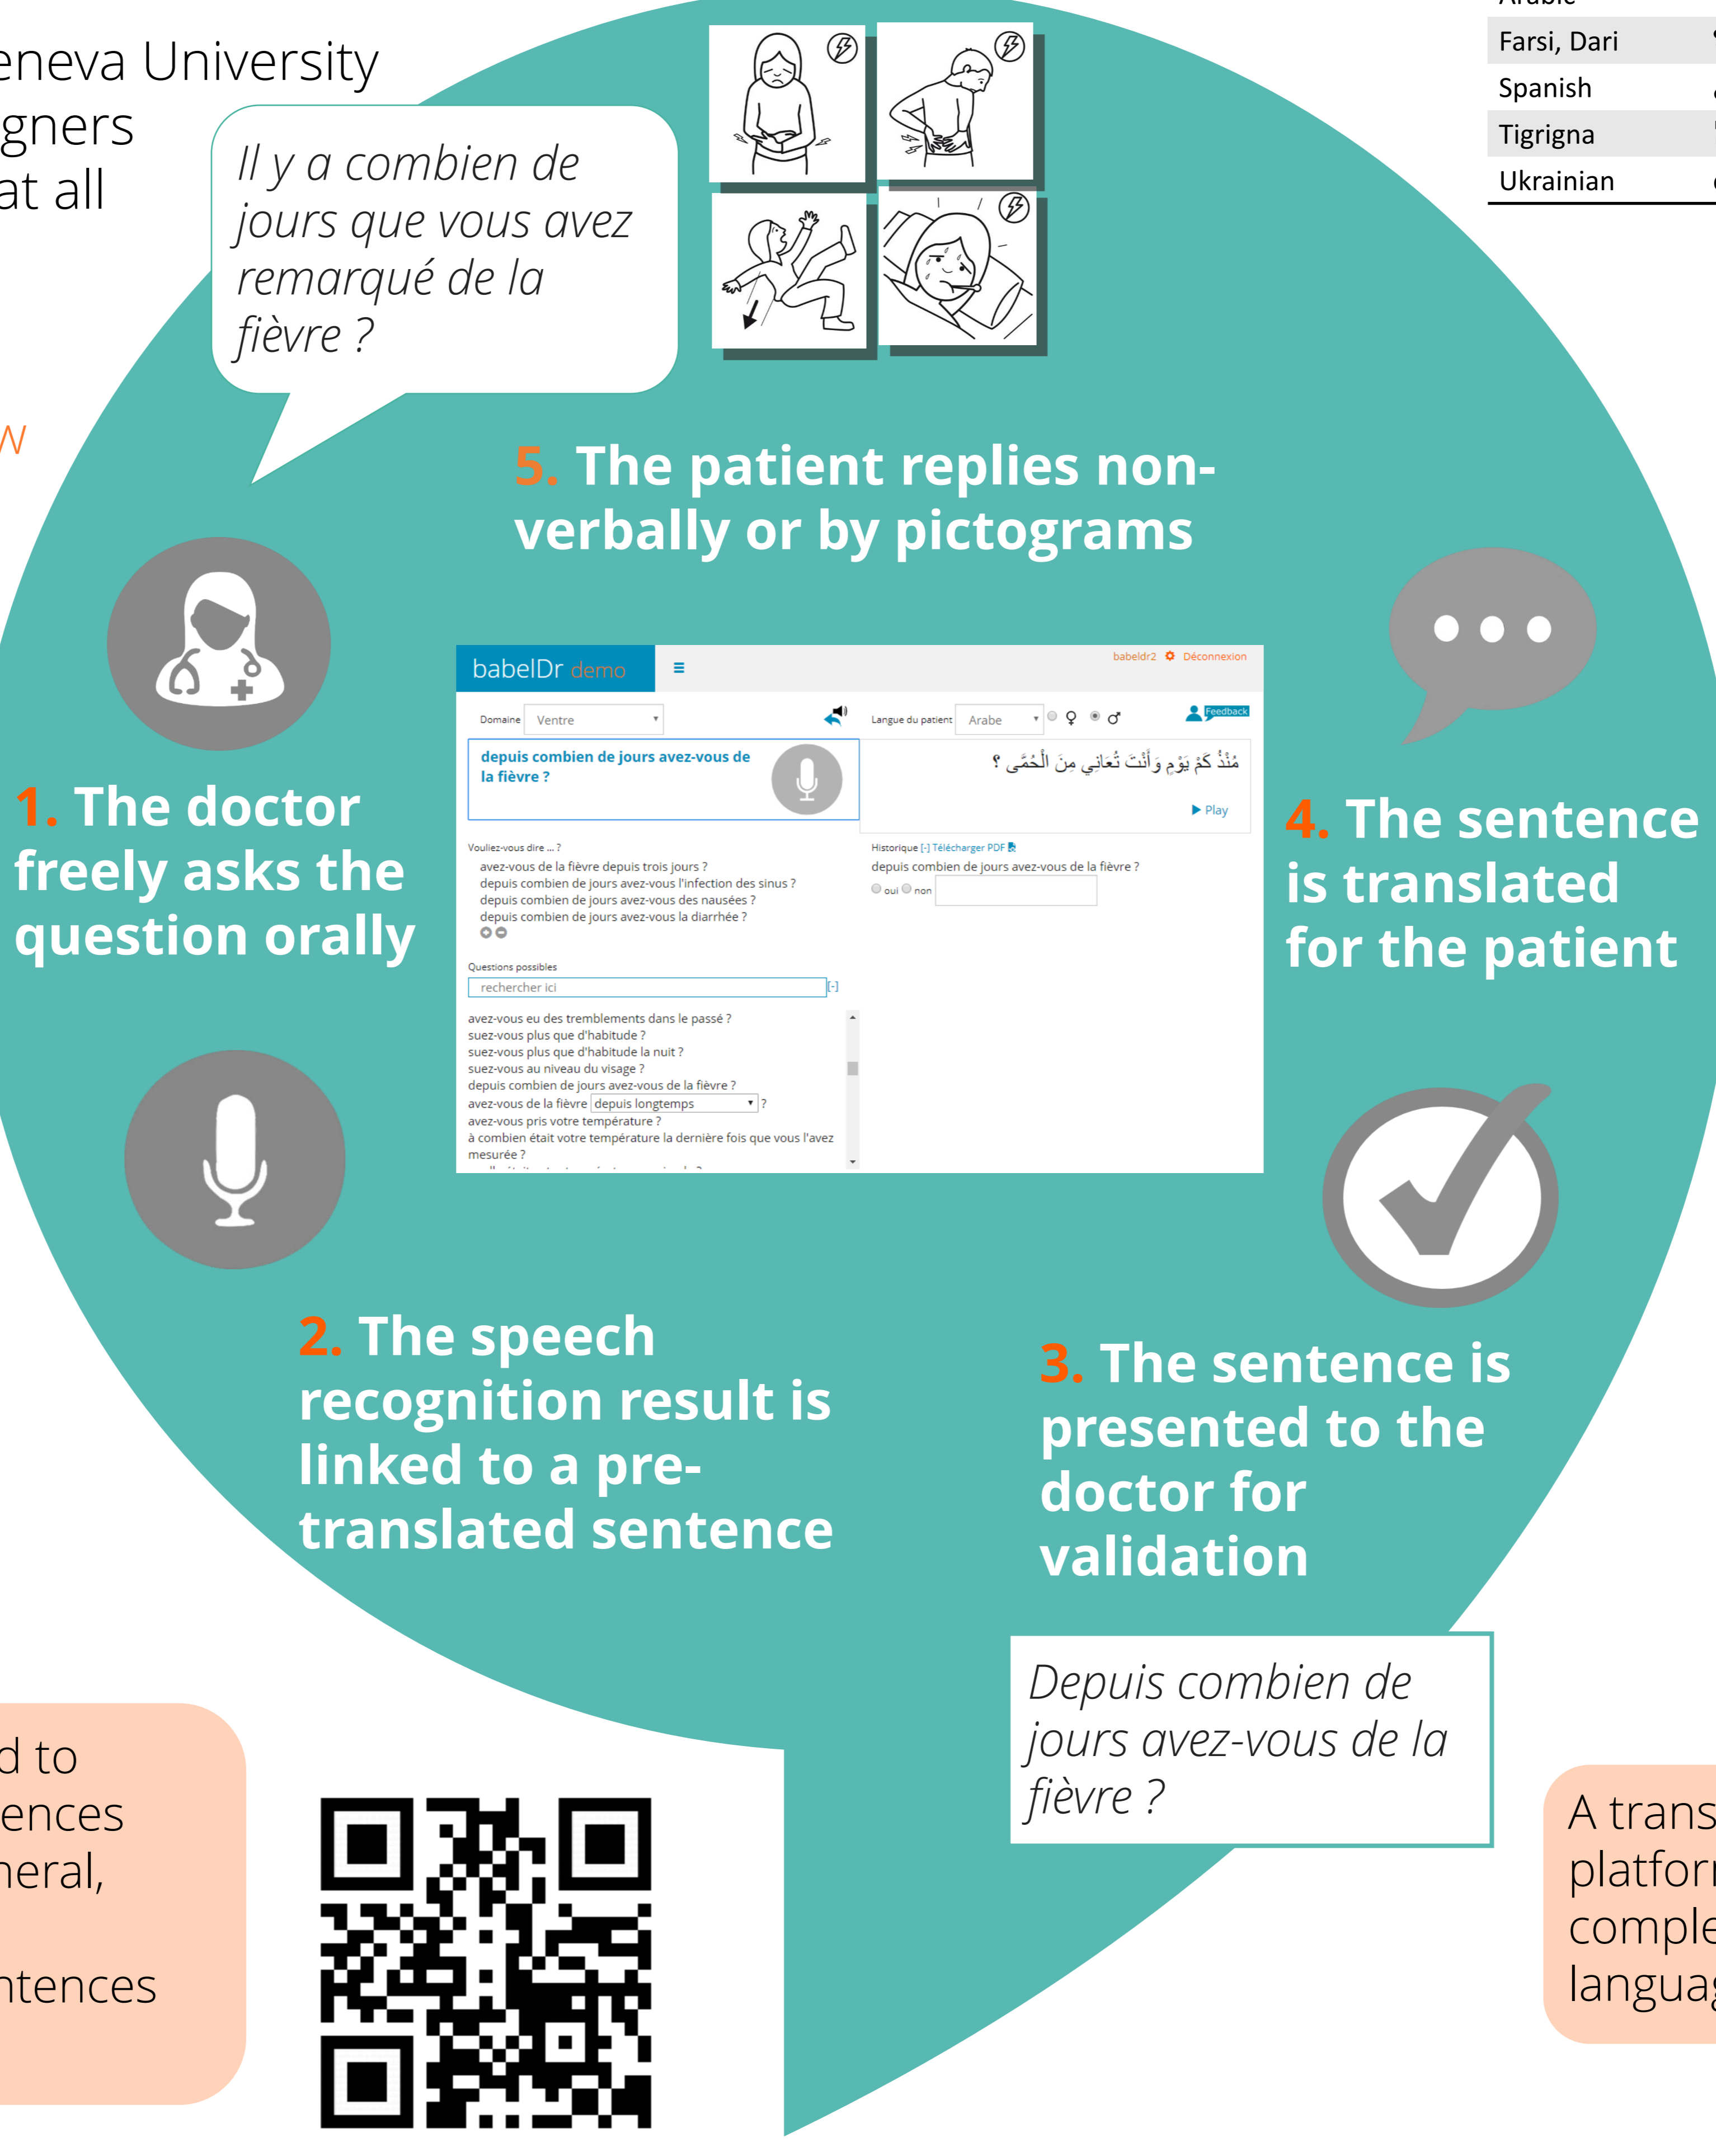 eneva University
gners
at all
Il y a combien de
jours que vous avez
remarqué de la
fièvre ?
Farsi, Dari
Spanish
Tigrigna
Ukrainian
5. The patient replies non-
verbally or by pictograms
1. The doctor
freely asks the
question orally
babelDr demo
babeldr2 Déconnexion
Domaine Ventre
Langue du patient Arabe
Feedback
depuis combien de jours avez-vous de
la fièvre ?
مُنْذُ كَمْ يَوْمٍ وَأَنْتَ تُعَانِي مِنَ الْحُمَّى ؟
Play
Vouliez-vous dire ... ?
avez-vous de la fièvre depuis trois jours ?
depuis combien de jours avez-vous l'infection des sinus ?
depuis combien de jours avez-vous des nausées ?
depuis combien de jours avez-vous la diarrhée ?
Historique [-] Télécharger PDF
depuis combien de jours avez-vous de la fièvre ?
oui non
Questions possibles
rechercher ici [-]
avez-vous eu des tremblements dans le passé ?
suez-vous plus que d'habitude ?
suez-vous plus que d'habitude la nuit ?
suez-vous au niveau du visage ?
depuis combien de jours avez-vous de la fièvre ?
avez-vous de la fièvre depuis longtemps ?
avez-vous pris votre température ?
à combien était votre température la dernière fois que vous l'avez
mesurée ?
4. The sentence
is translated
for the patient
2. The speech
recognition result is
linked to a pre-
translated sentence
3. The sentence is
presented to the
doctor for
validation
Depuis combien de
jours avez-vous de la
fièvre ?
d to
ences
neral,
ntences
A trans
platforr
comple
languag